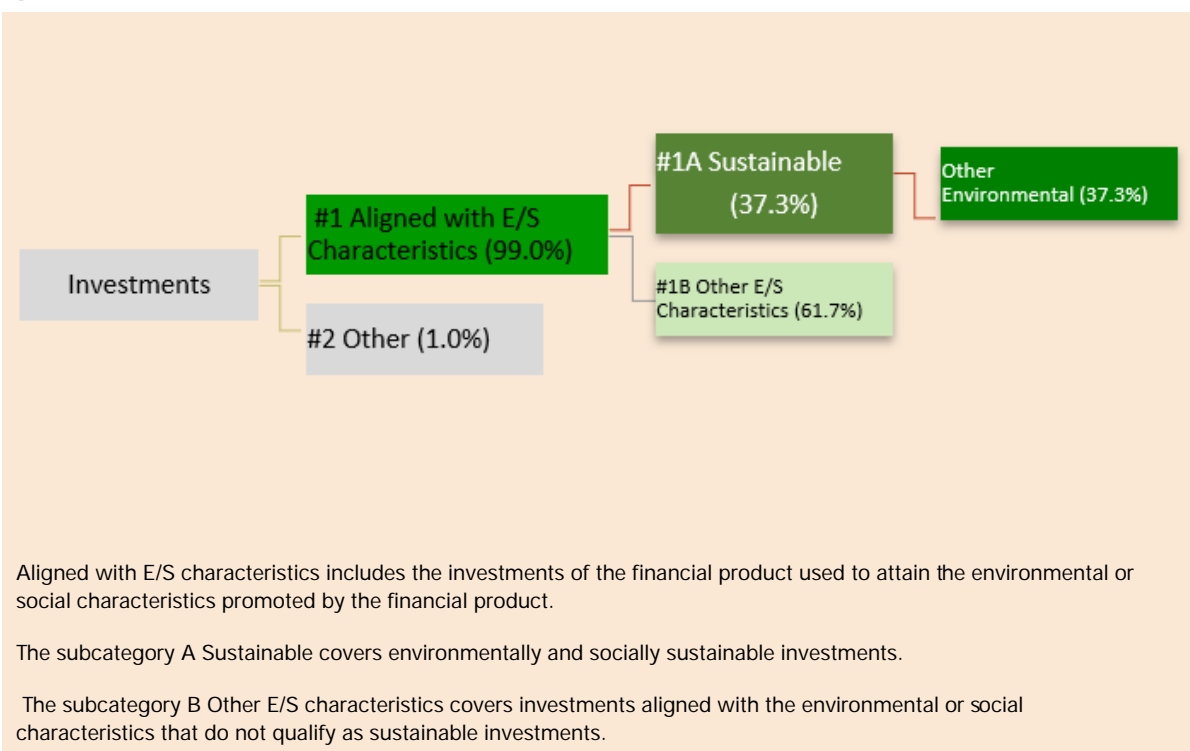 Investments
#1 Aligned with E/S
Characteristics (99.0%)
#2 Other (1.0%)
#1A Sustainable
(37.3%)
#1B Other E/S
Characteristics (61.7%)
Other
Environmental (37.3%)
Aligned with E/S characteristics includes the investments of the financial product used to attain the environmental or
social characteristics promoted by the financial product.
The subcategory A Sustainable covers environmentally and socially sustainable investments.
The subcategory B Other E/S characteristics covers investments aligned with the environmental or social
characteristics that do not qualify as sustainable investments.